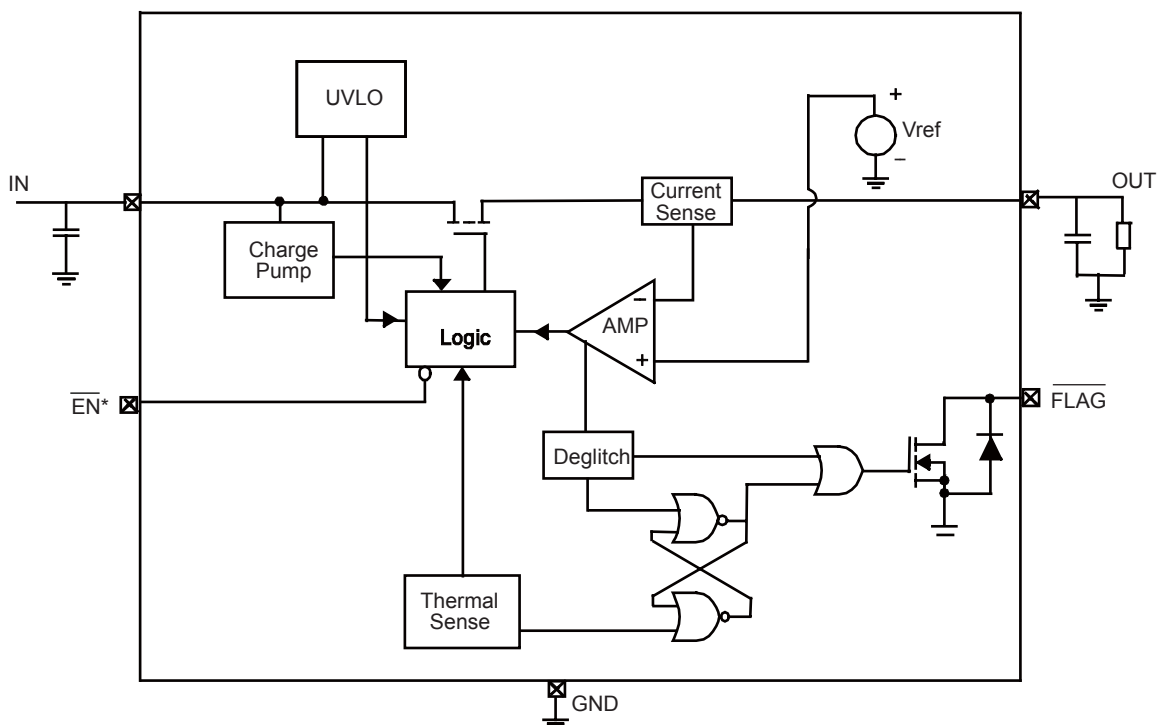 UVLO
+
Vref
−
IN
OUT
Current
Sense
Charge
Pump
−
AMP
+
Logic
EN*
FLAG
Deglitch
Thermal
Sense
GND